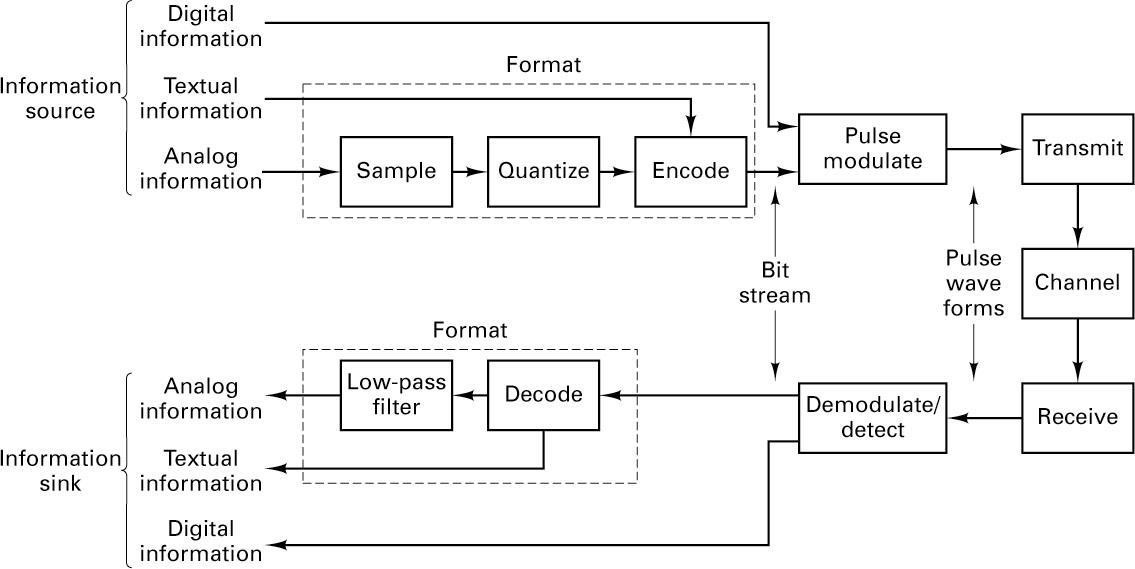 Digital
information
Format
Information
source
Textual
information
Analog
information
Sample
Quantize
Encode
Pulse
modulate
Transmit
Bit
stream
Pulse
wave
forms
Channel
Format
Analog
information
Low-pass
filter
Decode
Demodulate/
detect
Receive
Information
sink
Textual
information
Digital
information